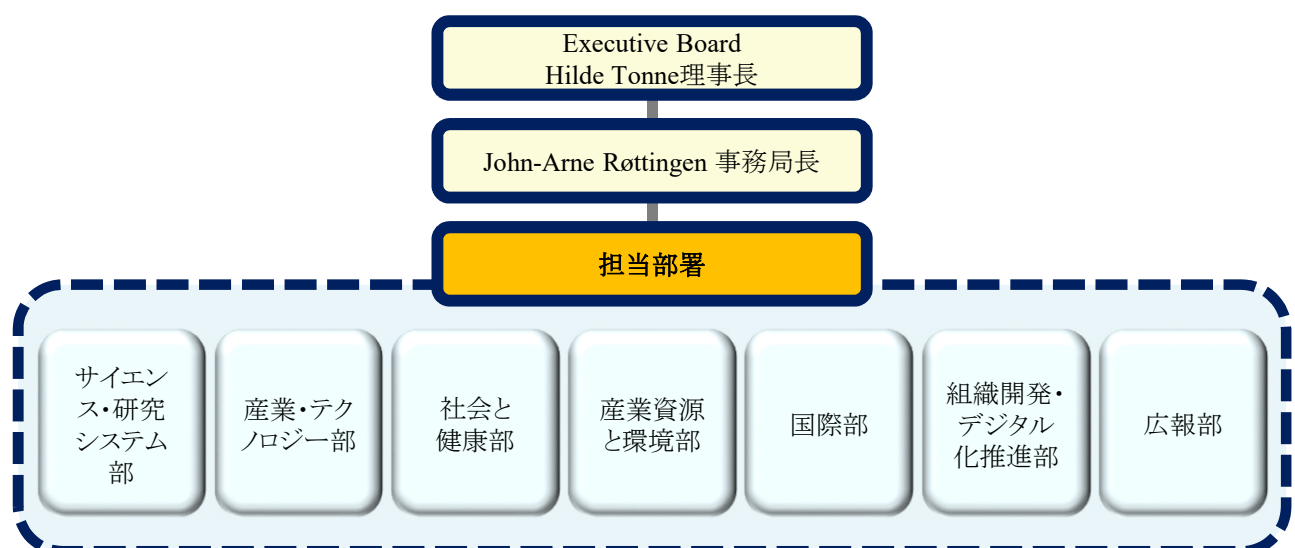 Executive Board
Hilde Tonne理事長
John-Arne Røttingen 事務局長
担当部署
サイエン
ス・研究
システム
部
産業・テク
ノロジー部
社会と
健康部
産業資源
と環境部
国際部
組織開発・
デジタル
化推進部
広報部